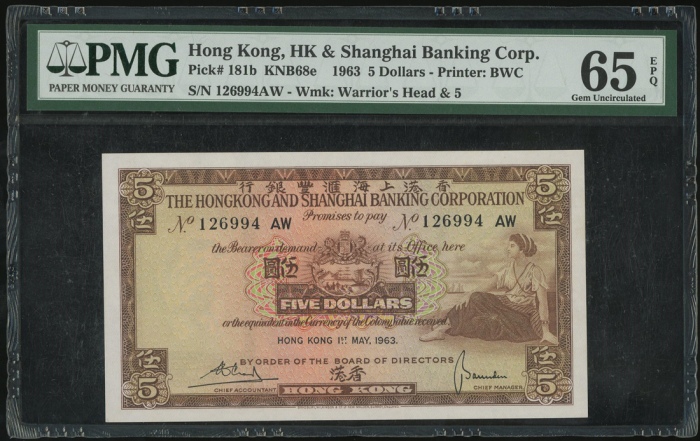 PMG
PAPER MONEY GUARANTY
Hong Kong, HK & Shanghai Banking Corp.
Pick# 181b KNB68e 1963 5 Dollars - Printer: BWC
S/N 126994AW - Wmk: Warrior's Head & 5
65 EPQ
Gem Uncirculated
5 行銀豐滙海上港香 5
伍 THE HONGKONG AND SHANGHAI BANKING CORPORATION 伍
No 126994 AW Promises to pay No 126994 AW
the Bearer on demand at its Office here
圓伍 圓伍
FIVE DOLLARS
or the equivalent in the Currency of the Colony value received
HONG KONG 1ST MAY, 1963.
BY ORDER OF THE BOARD OF DIRECTORS
伍 港香 伍
5 CHIEF ACCOUNTANT HONG KONG CHIEF MANAGER 5